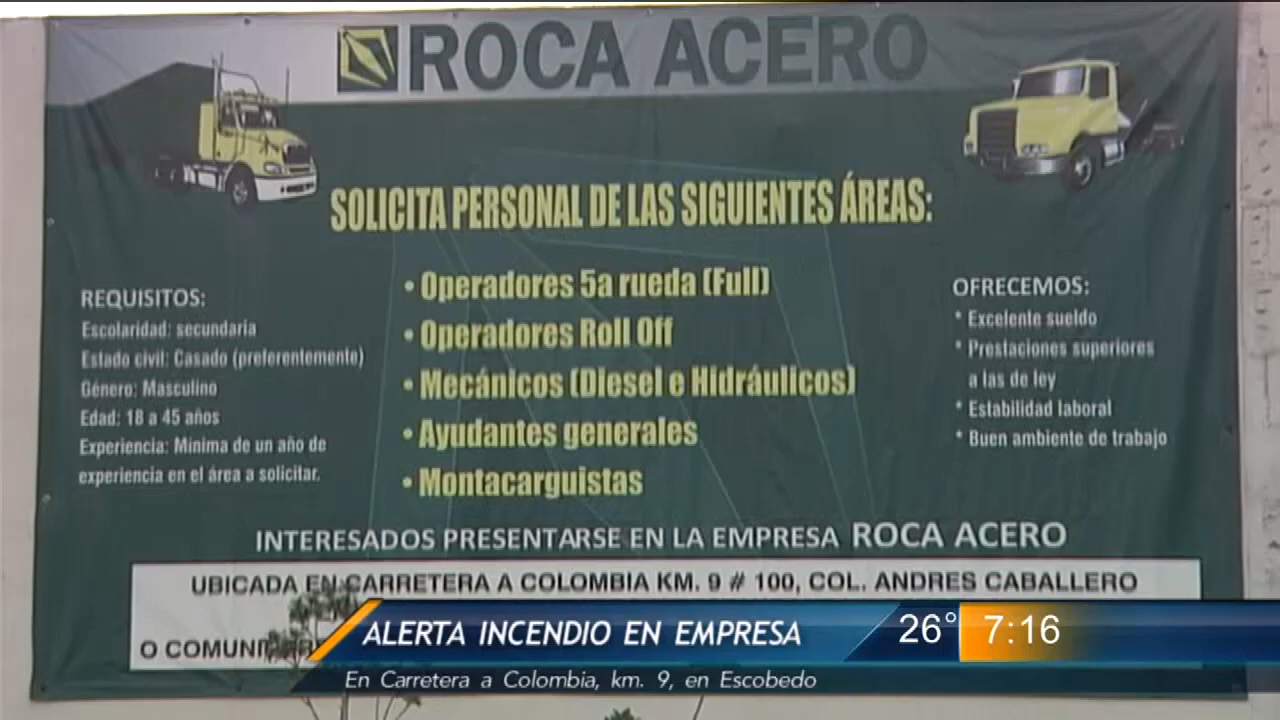 ROCA ACERO
SOLICITA PERSONAL DE LAS SIGUIENTES ÁREAS:
REQUISITOS:
Escolaridad: secundaria
Estado civil: Casado (preferentemente)
Género: Masculino
Edad: 18 a 45 años
Experiencia: Mínima de un año de
experiencia en el área a solicitar.
• Operadores 5a rueda (Full)
• Operadores Roll Off
• Mecánicos (Diesel e Hidráulicos)
• Ayudantes generales
• Montacarguistas
OFRECEMOS:
* Excelente sueldo
* Prestaciones superiores
a las de ley
* Estabilidad laboral
* Buen ambiente de trabajo
INTERESADOS PRESENTARSE EN LA EMPRESA ROCA ACERO
UBICADA EN CARRETERA A COLOMBIA KM. 9 # 100, COL. ANDRES CABALLERO
O
ALERTA INCENDIO EN EMPRESA
26° 7:16
En Carretera a Colombia, km. 9, en Escobedo